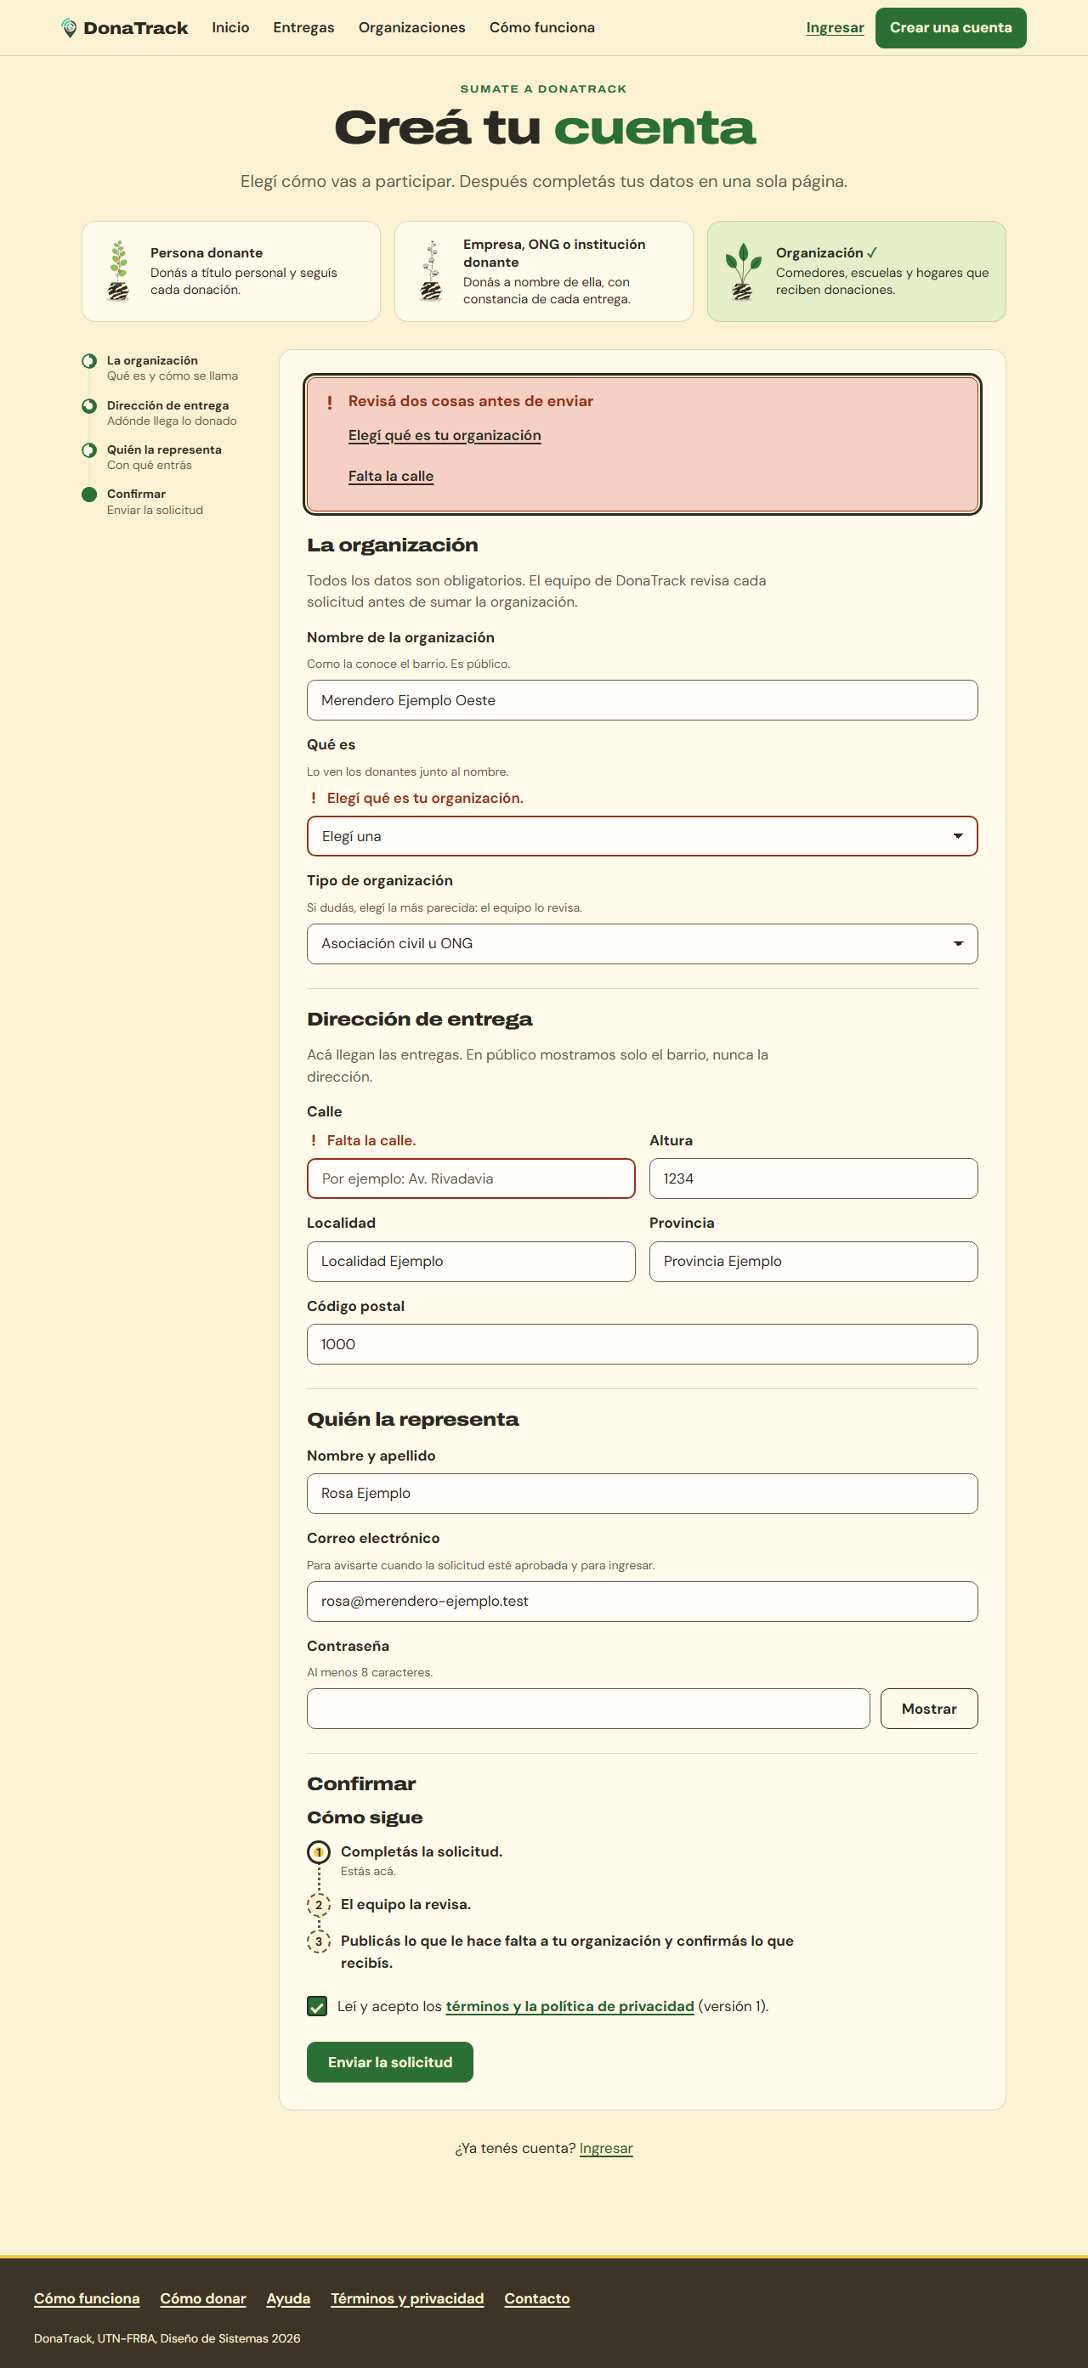 DonaTrack
Inicio
Entregas
Organizaciones
Cómo funciona
Ingresar
Crear una cuenta
SUMATE A DONATRACK
Creá tu cuenta
Elegí cómo vas a participar. Después completás tus datos en una sola página.
Persona donante
Donás a título personal y seguís
cada donación.
Empresa, ONG o institución
donante
Donás a nombre de ella, con
constancia de cada entrega.
Organización ✓
Comedores, escuelas y hogares que
reciben donaciones.
La organización
Qué es y cómo se llama
Dirección de entrega
Adónde llega lo donado
Quién la representa
Con qué entrás
Confirmar
Enviar la solicitud
! Revisá dos cosas antes de enviar
Elegí qué es tu organización
Falta la calle
La organización
Todos los datos son obligatorios. El equipo de DonaTrack revisa cada
solicitud antes de sumar la organización.
Nombre de la organización
Como la conoce el barrio. Es público.
Merendero Ejemplo Oeste
Qué es
Lo ven los donantes junto al nombre.
! Elegí qué es tu organización.
Elegí una
Tipo de organización
Si dudás, elegí la más parecida: el equipo lo revisa.
Asociación civil u ONG
Dirección de entrega
Acá llegan las entregas. En público mostramos solo el barrio, nunca la
dirección.
Calle
! Falta la calle.
Por ejemplo: Av. Rivadavia
Altura
1234
Localidad
Localidad Ejemplo
Provincia
Provincia Ejemplo
Código postal
1000
Quién la representa
Nombre y apellido
Rosa Ejemplo
Correo electrónico
Para avisarte cuando la solicitud esté aprobada y para ingresar.
rosa@merendero-ejemplo.test
Contraseña
Al menos 8 caracteres.
Mostrar
Confirmar
Cómo sigue
1 Completás la solicitud.
Estás acá.
2 El equipo la revisa.
3 Publicás lo que le hace falta a tu organización y confirmás lo que
recibís.
Leí y acepto los términos y la política de privacidad (versión 1).
Enviar la solicitud
¿Ya tenés cuenta? Ingresar
Cómo funciona
Cómo donar
Ayuda
Términos y privacidad
Contacto
DonaTrack, UTN-FRBA, Diseño de Sistemas 2026